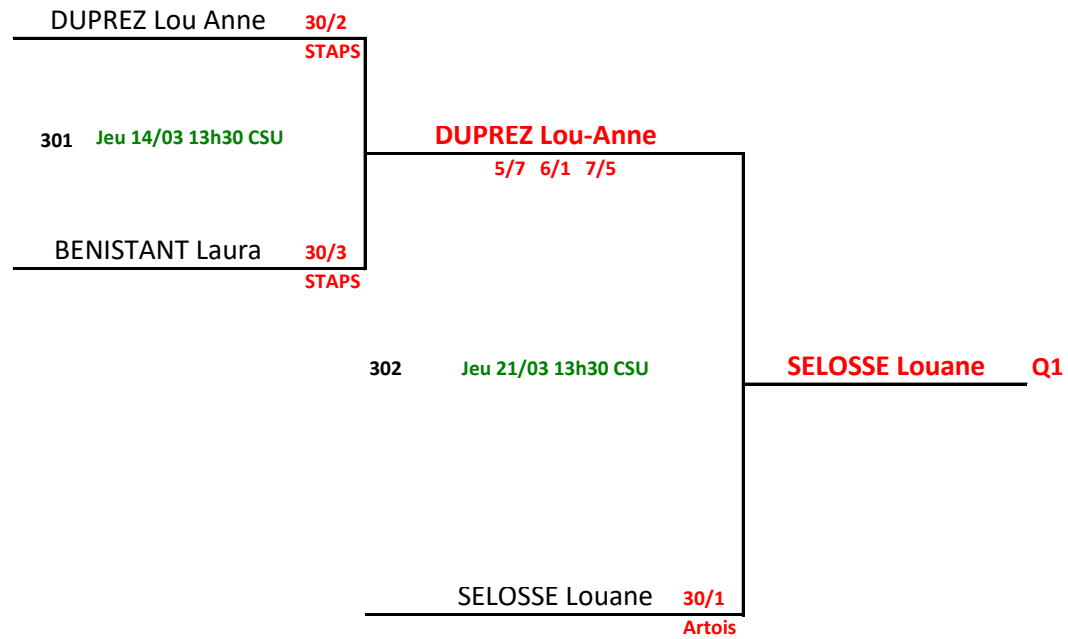 DUPREZ Lou Anne 30/2
STAPS
301 Jeu 14/03 13h30 CSU
DUPREZ Lou-Anne
5/7 6/1 7/5
BENISTANT Laura 30/3
STAPS
302 Jeu 21/03 13h30 CSU
SELOSSE Louane Q1
SELOSSE Louane 30/1
Artois